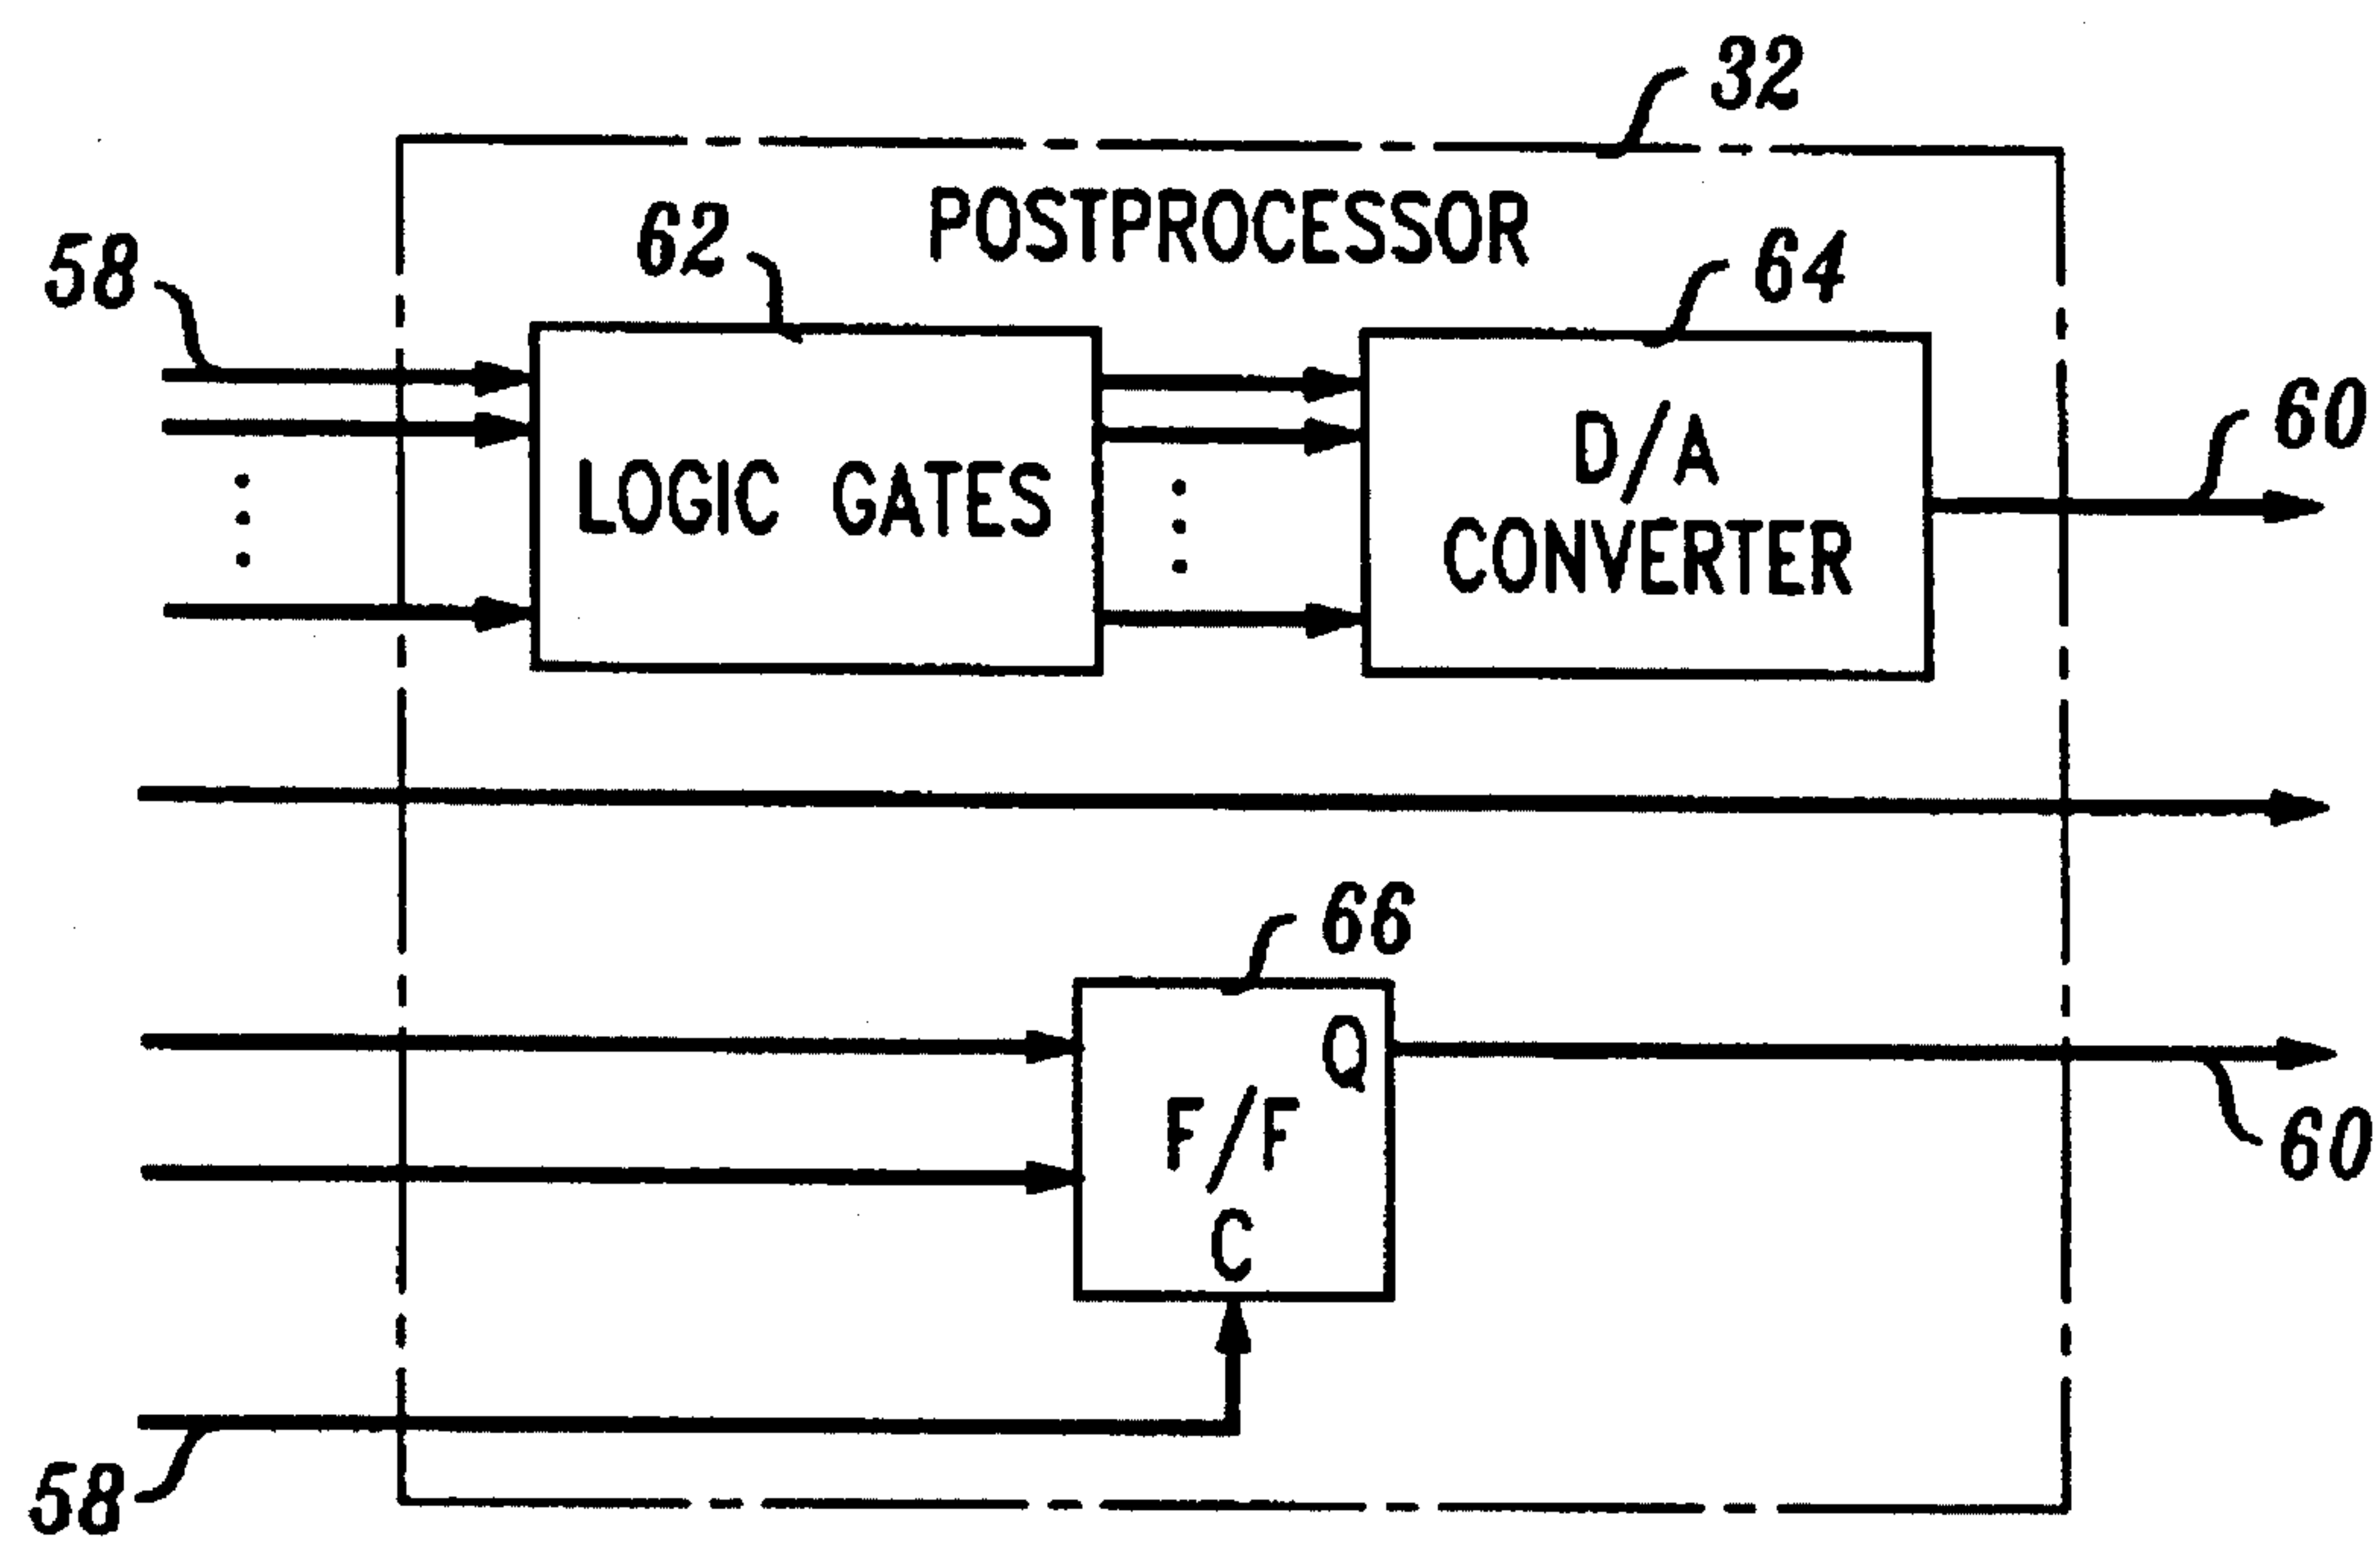 32
POSTPROCESSOR
62
64
58
60
LOGIC GATES
D/A
CONVERTER
66
Q
F/F
C
60
58